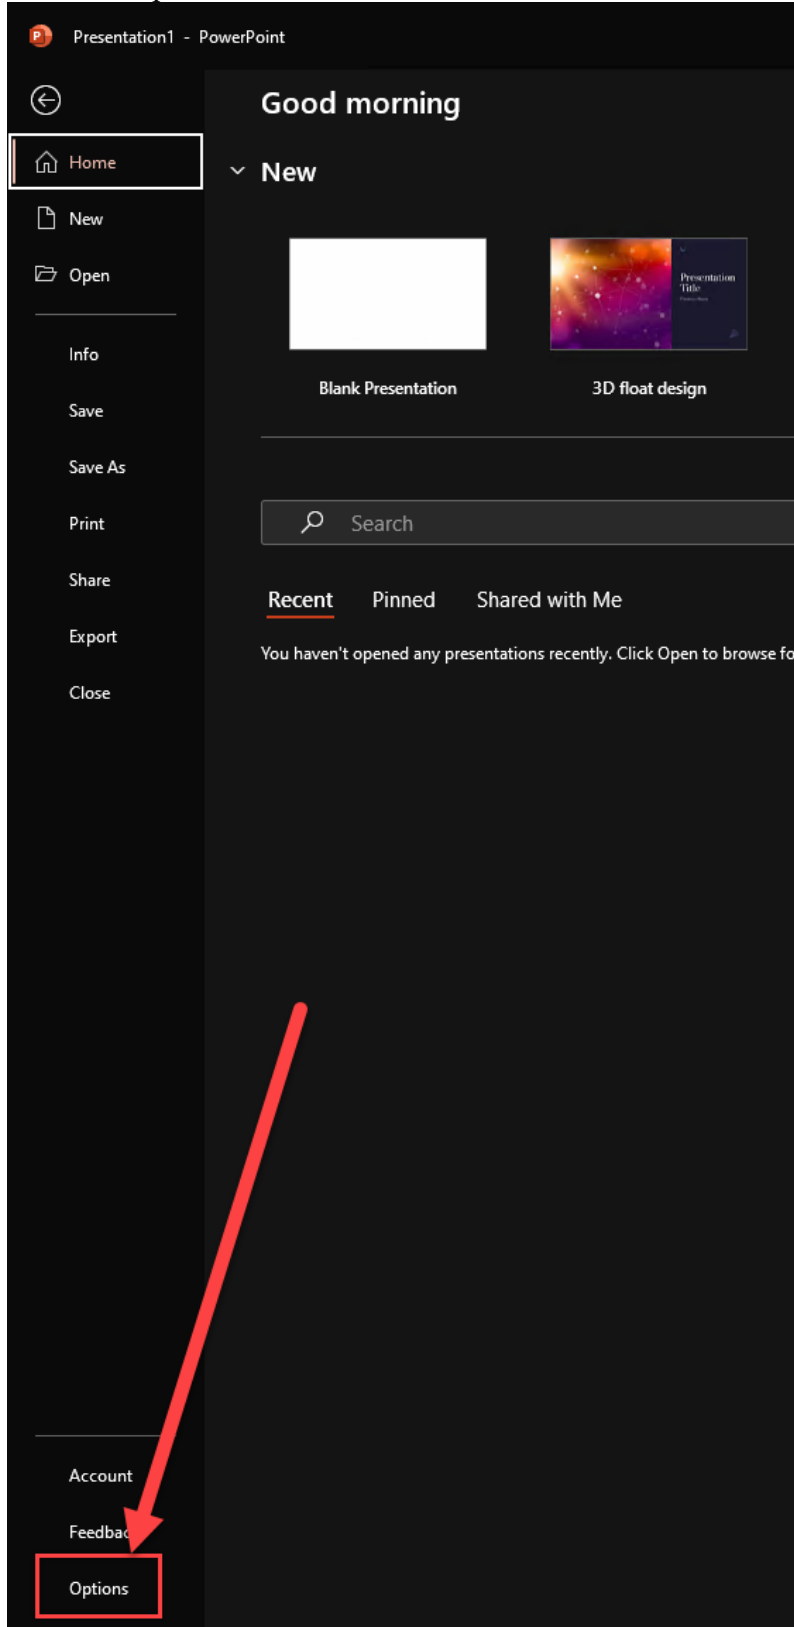 Presentation1 - PowerPoint
Good morning
Home
New
New
Open
Presentation
Title
Blank Presentation
3D float design
Info
Save
Save As
Search
Print
Share
Recent Pinned Shared with Me
Export
You haven't opened any presentations recently. Click Open to browse fo
Close
Account
Feedbac
Options